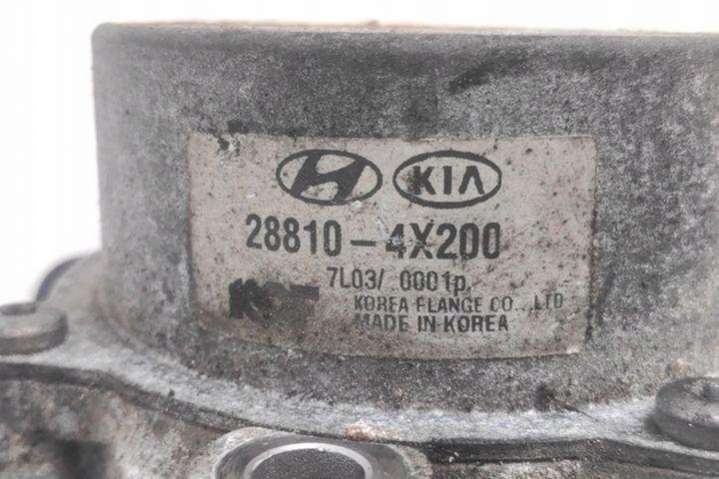 KIA
28810-4X200
7L03/ 0001p.
KOREA FLANGE CO.,LTD
MADE IN KOREA